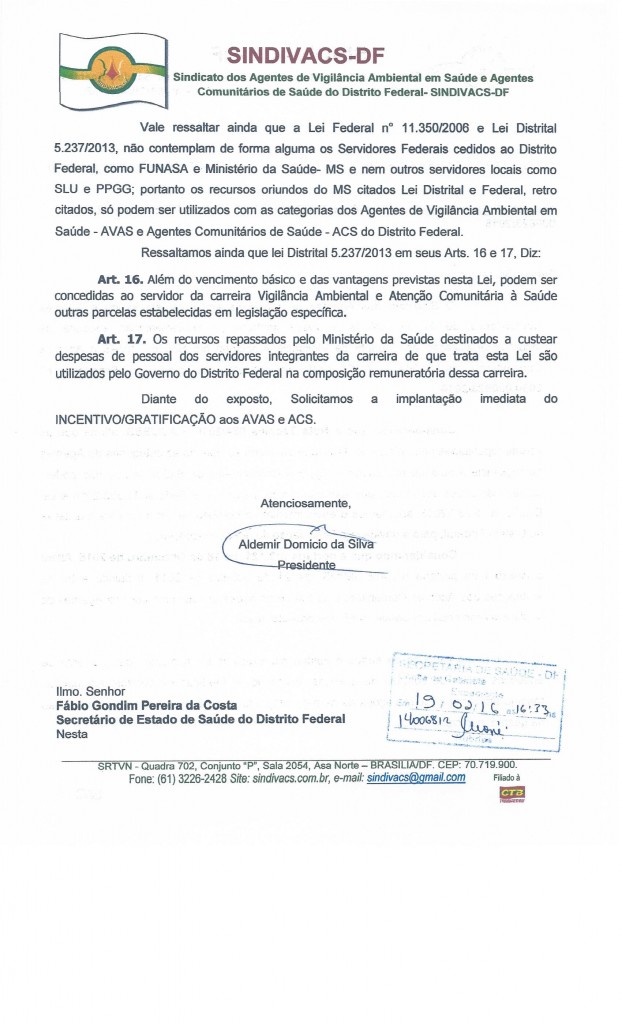 SINDIVACS-DF
Sindicato dos Agentes de Vigilância Ambiental em Saúde e Agentes
Comunitários de Saúde do Distrito Federal- SINDIVACS-DF
Vale ressaltar ainda que a Lei Federal n° 11.350/2006 e Lei Distrital
5.237/2013, não contemplam de forma alguma os Servidores Federais cedidos ao Distrito
Federal, como FUNASA e Ministério da Saúde- MS e nem outros servidores locais como
SLU e PPGG; portanto os recursos oriundos do MS citados Lei Distrital e Federal, retro
citados, só podem ser utilizados com as categorias dos Agentes de Vigilância Ambiental em
Saúde - AVAS e Agentes Comunitários de Saúde - ACS do Distrito Federal.
Ressaltamos ainda que lei Distrital 5.237/2013 em seus Arts. 16 e 17, Diz:
Art. 16. Além do vencimento básico e das vantagens previstas nesta Lei, podem ser
concedidas ao servidor da carreira Vigilância Ambiental e Atenção Comunitária à Saúde
outras parcelas estabelecidas em legislação específica.
Art. 17. Os recursos repassados pelo Ministério da Saúde destinados a custear
despesas de pessoal dos servidores integrantes da carreira de que trata esta Lei são
utilizados pelo Governo do Distrito Federal na composição remuneratória dessa carreira.
Diante do exposto, Solicitamos a implantação imediata do
INCENTIVO/GRATIFICAÇÃO aos AVAS e ACS.
Atenciosamente,
Aldemir Domicio da Silva
Presidente
SECRETARIA DE SAÚDE - DF
Em 19/02/16 às 16:33 hs
14006812
Ilmo. Senhor
Fábio Gondim Pereira da Costa
Secretário de Estado de Saúde do Distrito Federal
Nesta
SRTVN - Quadra 702, Conjunto “P”, Sala 2054, Asa Norte – BRASILIA/DF. CEP: 70.719.900.
Fone: (61) 3226-2428 Site: sindivacs.com.br, e-mail: sindivacs@gmail.com
Filiado à
CTB